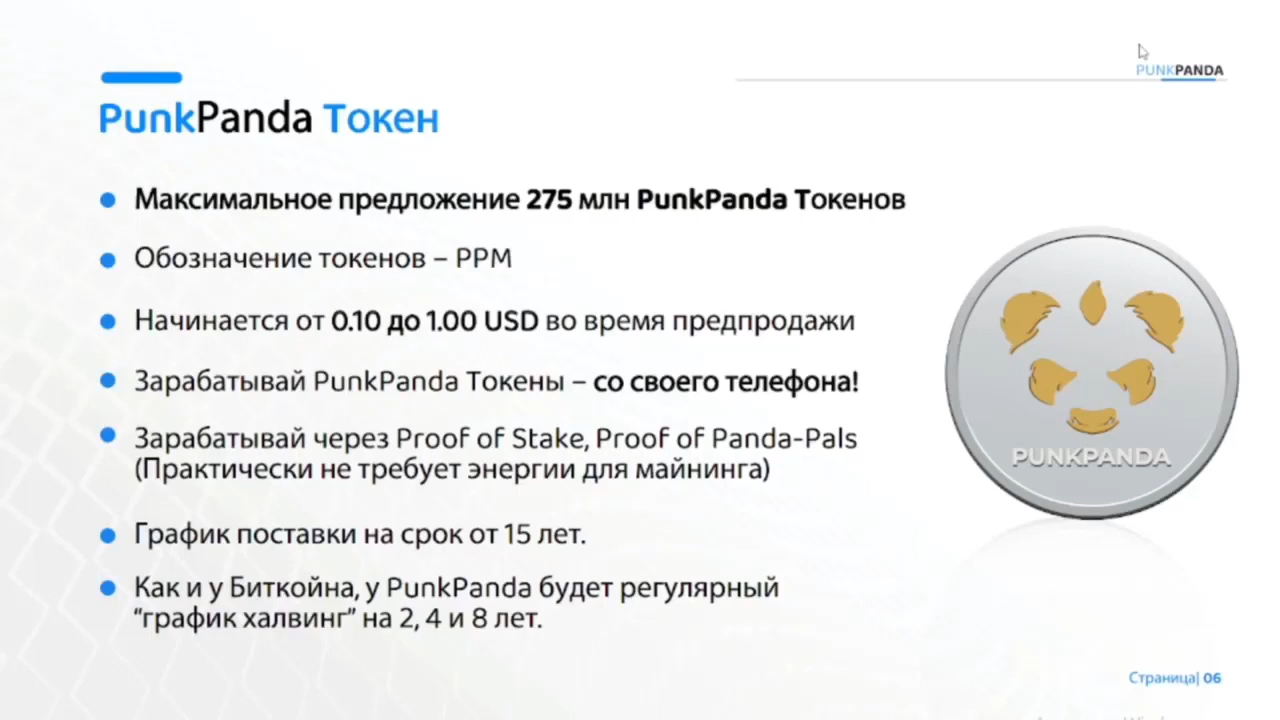 PUNKPANDA
PunkPanda Токен
Максимальное предложение 275 млн PunkPanda Токенов
Обозначение токенов – PPM
Начинается от 0.10 до 1.00 USD во время предпродажи
Зарабатывай PunkPanda Токены – со своего телефона!
Зарабатывай через Proof of Stake, Proof of Panda-Pals
(Практически не требует энергии для майнинга)
График поставки на срок от 15 лет.
Как и у Биткойна, у PunkPanda будет регулярный
“график халвинг” на 2, 4 и 8 лет.
PUNKPANDA
Страница| 06